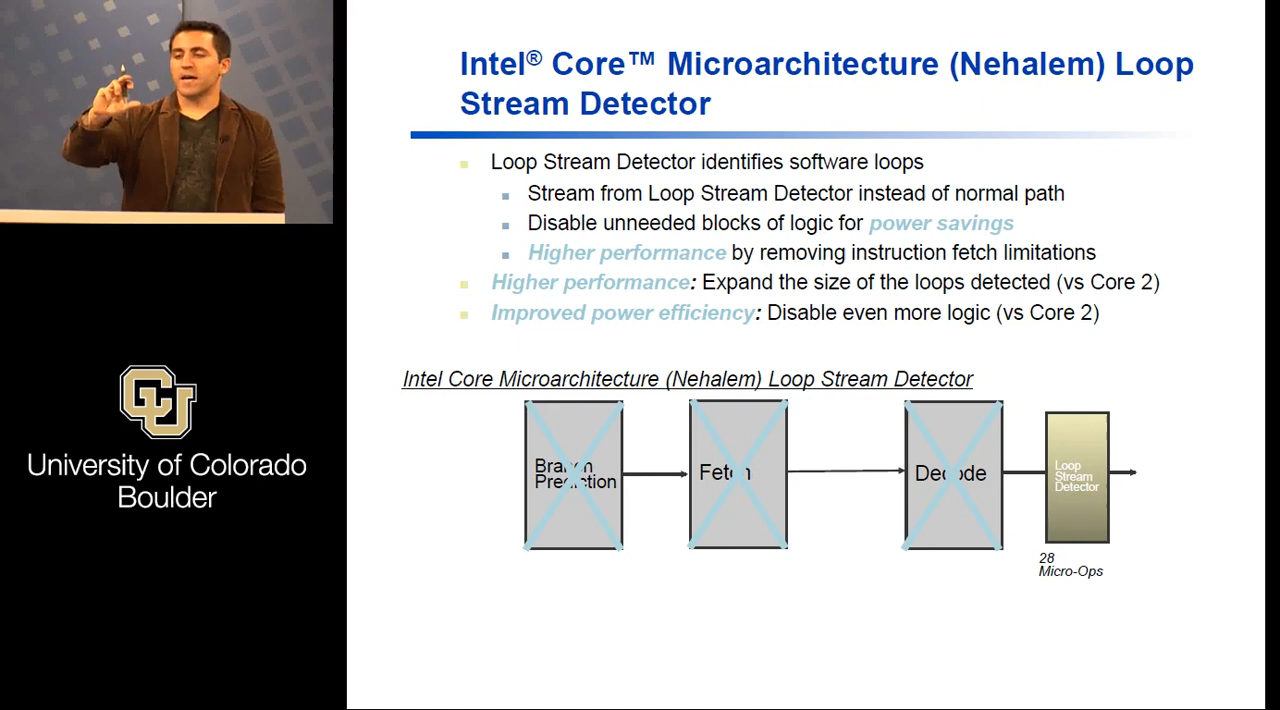 Intel® Core™ Microarchitecture (Nehalem) Loop
Stream Detector
Loop Stream Detector identifies software loops
Stream from Loop Stream Detector instead of normal path
Disable unneeded blocks of logic for power savings
Higher performance by removing instruction fetch limitations
Higher performance: Expand the size of the loops detected (vs Core 2)
Improved power efficiency: Disable even more logic (vs Core 2)
Intel Core Microarchitecture (Nehalem) Loop Stream Detector
Branch
Prediction
Fetch
Decode
Loop
Stream
Detector
28
Micro-Ops
CU
University of Colorado
Boulder